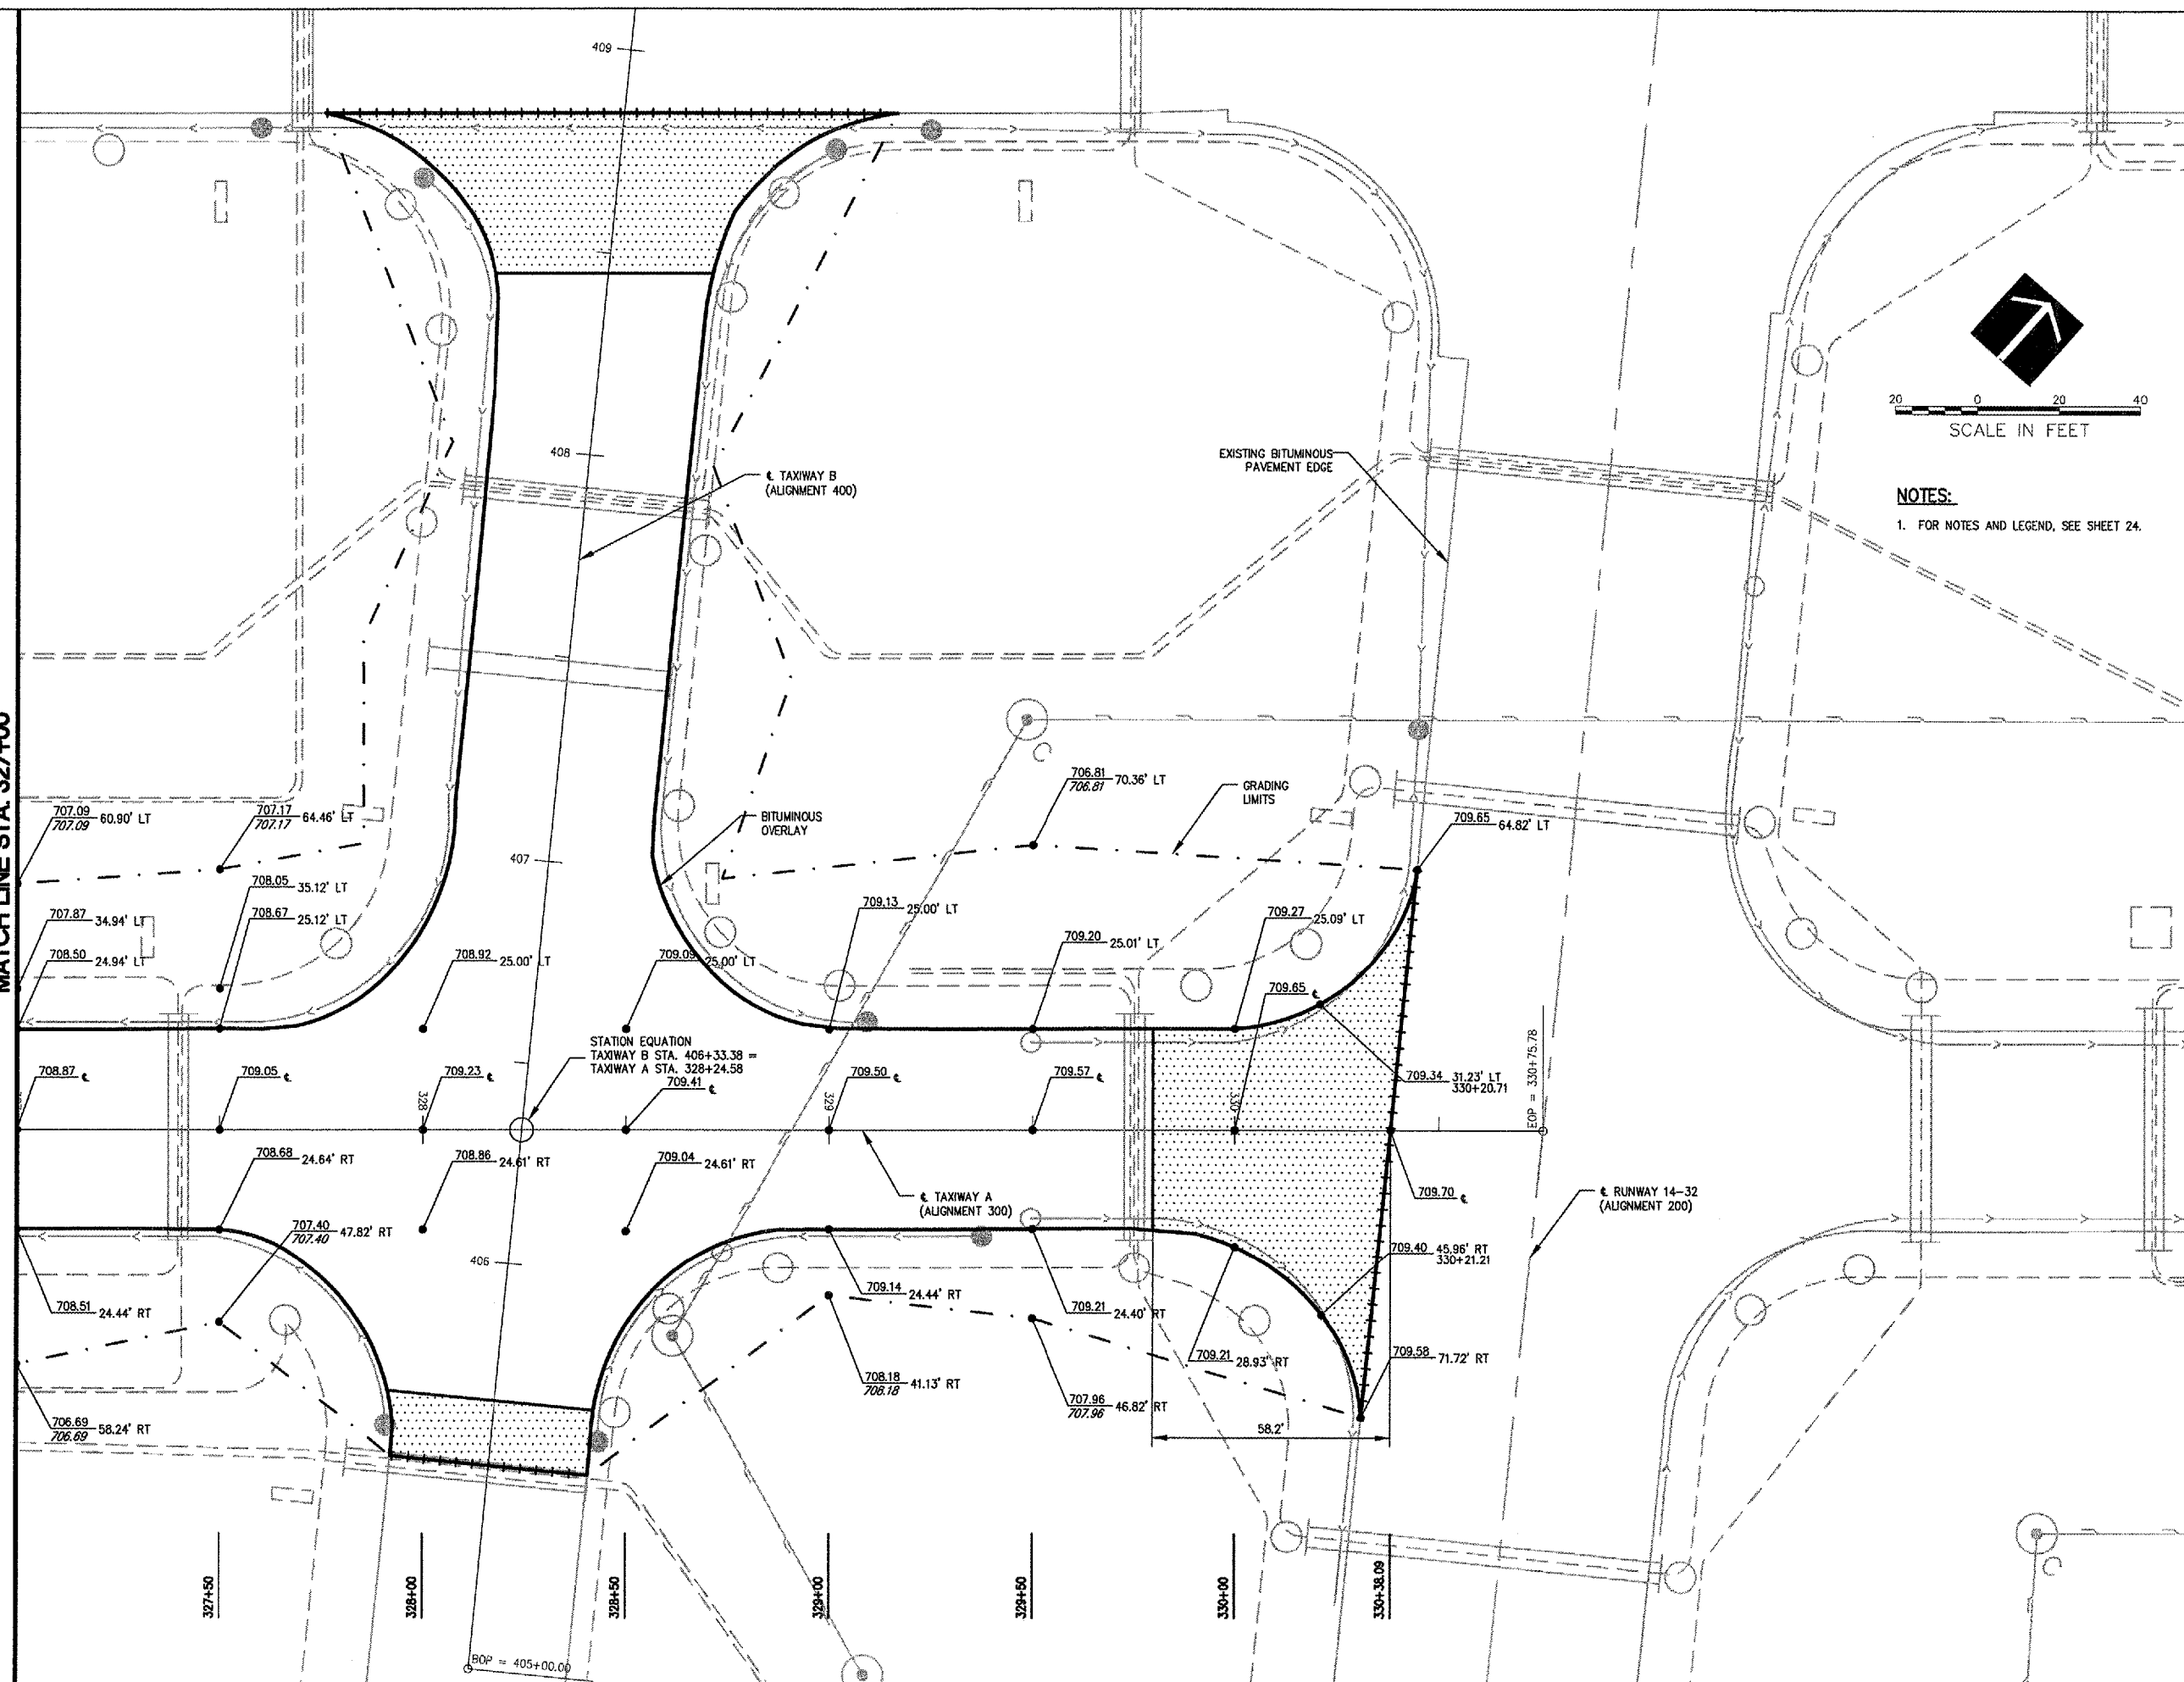 409
408
℄ TAXIWAY B
(ALIGNMENT 400)
EXISTING BITUMINOUS
PAVEMENT EDGE
20 0 20 40
SCALE IN FEET
NOTES:
1. FOR NOTES AND LEGEND, SEE SHEET 24.
MATCH LINE STA. 327+00
707.09 60.90' LT
707.09
707.17 64.46' LT
707.17
706.81 70.36' LT
706.81
GRADING
LIMITS
BITUMINOUS
OVERLAY
709.65 64.82' LT
407
708.05 35.12' LT
707.87 34.94' LT
708.67 25.12' LT
709.13 25.00' LT
709.27 25.09' LT
709.20 25.01' LT
708.50 24.94' LT
708.92 25.00' LT
709.09 25.00' LT
709.65 ℄
STATION EQUATION
TAXIWAY B STA. 406+33.38 =
TAXIWAY A STA. 328+24.58
708.87 ℄
709.05 ℄
709.23 ℄
709.41 ℄
709.50 ℄
709.57 ℄
709.34 31.23' LT
330+20.71
EOP = 330+75.78
328
329
330
708.68 24.64' RT
708.86 24.61' RT
709.04 24.61' RT
℄ TAXIWAY A
(ALIGNMENT 300)
709.70 ℄
℄ RUNWAY 14-32
(ALIGNMENT 200)
707.40 47.82' RT
707.40
406
709.40 45.96' RT
330+21.21
708.51 24.44' RT
709.14 24.44' RT
709.21 24.40' RT
709.21 28.93' RT
709.58 71.72' RT
708.18 41.13' RT
708.18
707.96 46.82' RT
707.96
706.69 58.24' RT
706.69
58.2'
327+50
328+00
328+50
329+00
329+50
330+00
330+38.09
BOP = 405+00.00